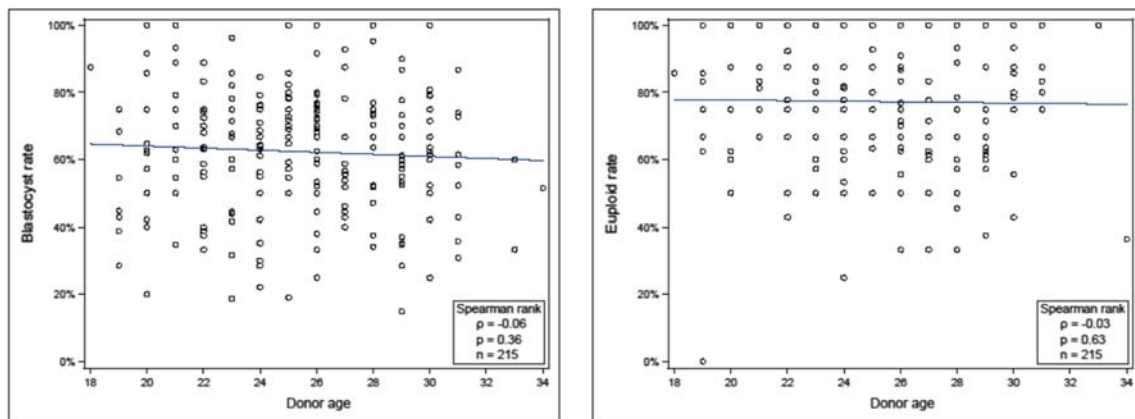 100%
80%
60%
40%
20%
0%
Blastocyst rate
18 20 22 24 26 28 30 32 34
Donor age
Spearman rank
ρ = -0.06
p = 0.36
n = 215
100%
80%
60%
40%
20%
0%
Euploid rate
18 20 22 24 26 28 30 32 34
Donor age
Spearman rank
ρ = -0.03
p = 0.63
n = 215